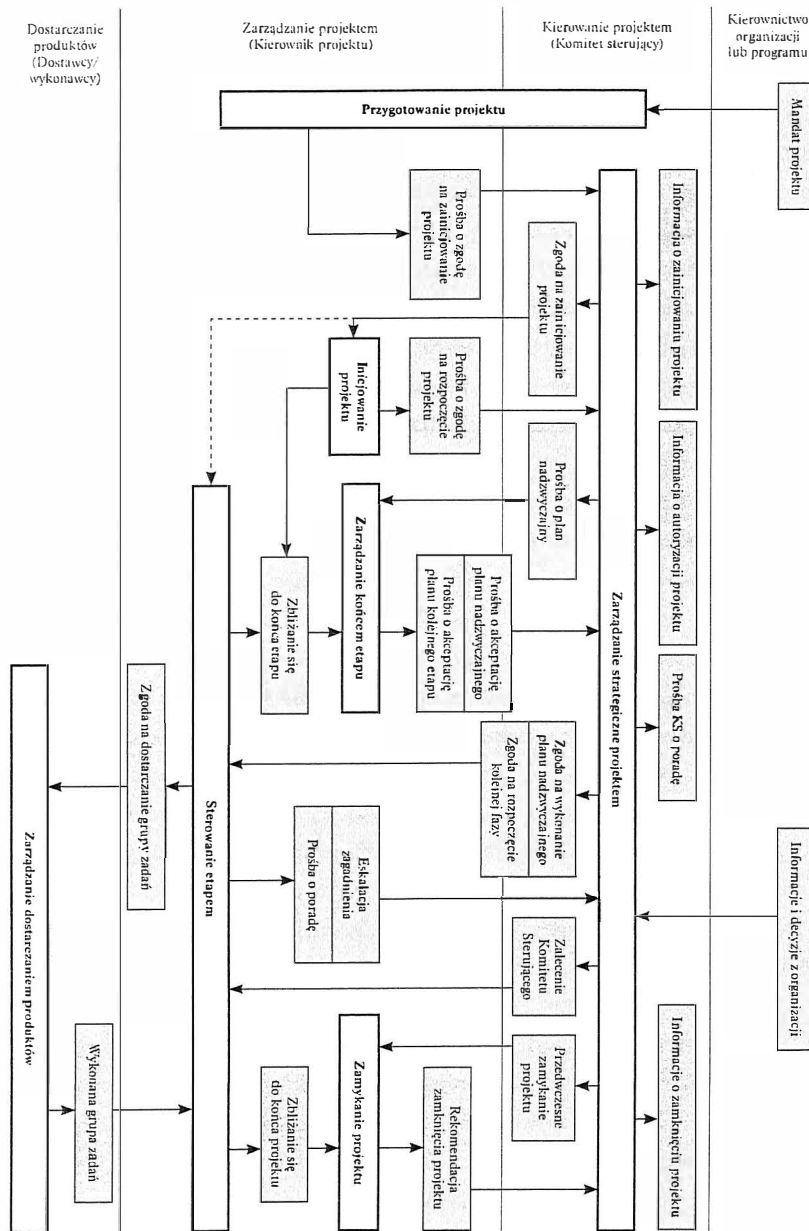 Kierownictwo
organizacji
lub programu
Kierowanie projektem
(Komitet sterujący)
Zarządzanie projektem
(Kierownik projektu)
Dostarczanie
produktów
(Dostawcy/
wykonawcy)
Mandat projektu
Informacja o zainicjowaniu projektu
Informacja o autoryzacji projektu
Prośba KS o poradę
Informacje i decyzje z organizacji
Informacje o zamknięciu projektu
Przygotowanie projektu
Zarządzanie strategiczne projektem
Prośba o zgodę
na zainicjowanie
projektu
Zgoda na zainicjowanie
projektu
Inicjowanie
projektu
Prośba o zgodę
na rozpoczęcie
projektu
Prośba o plan
nadzwyczajny
Zbliżanie się
do końca etapu
Zarządzanie końcem etapu
Prośba o akceptację
planu nadzwyczajnego
Prośba o akceptację
planu kolejnego etapu
Zgoda na wykonanie
planu nadzwyczajnego
Zgoda na rozpoczęcie
kolejnej fazy
Eskalacja
zagadnienia
Prośba o poradę
Zalecenie
Komitetu
Sterującego
Przedwczesne
zamykanie
projektu
Zbliżanie się
do końca projektu
Zamykanie projektu
Rekomendacja
zamknięcia projektu
Sterowanie etapem
Zgoda na dostarczanie grupy zadań
Wykonana grupa zadań
Zarządzanie dostarczaniem produktów